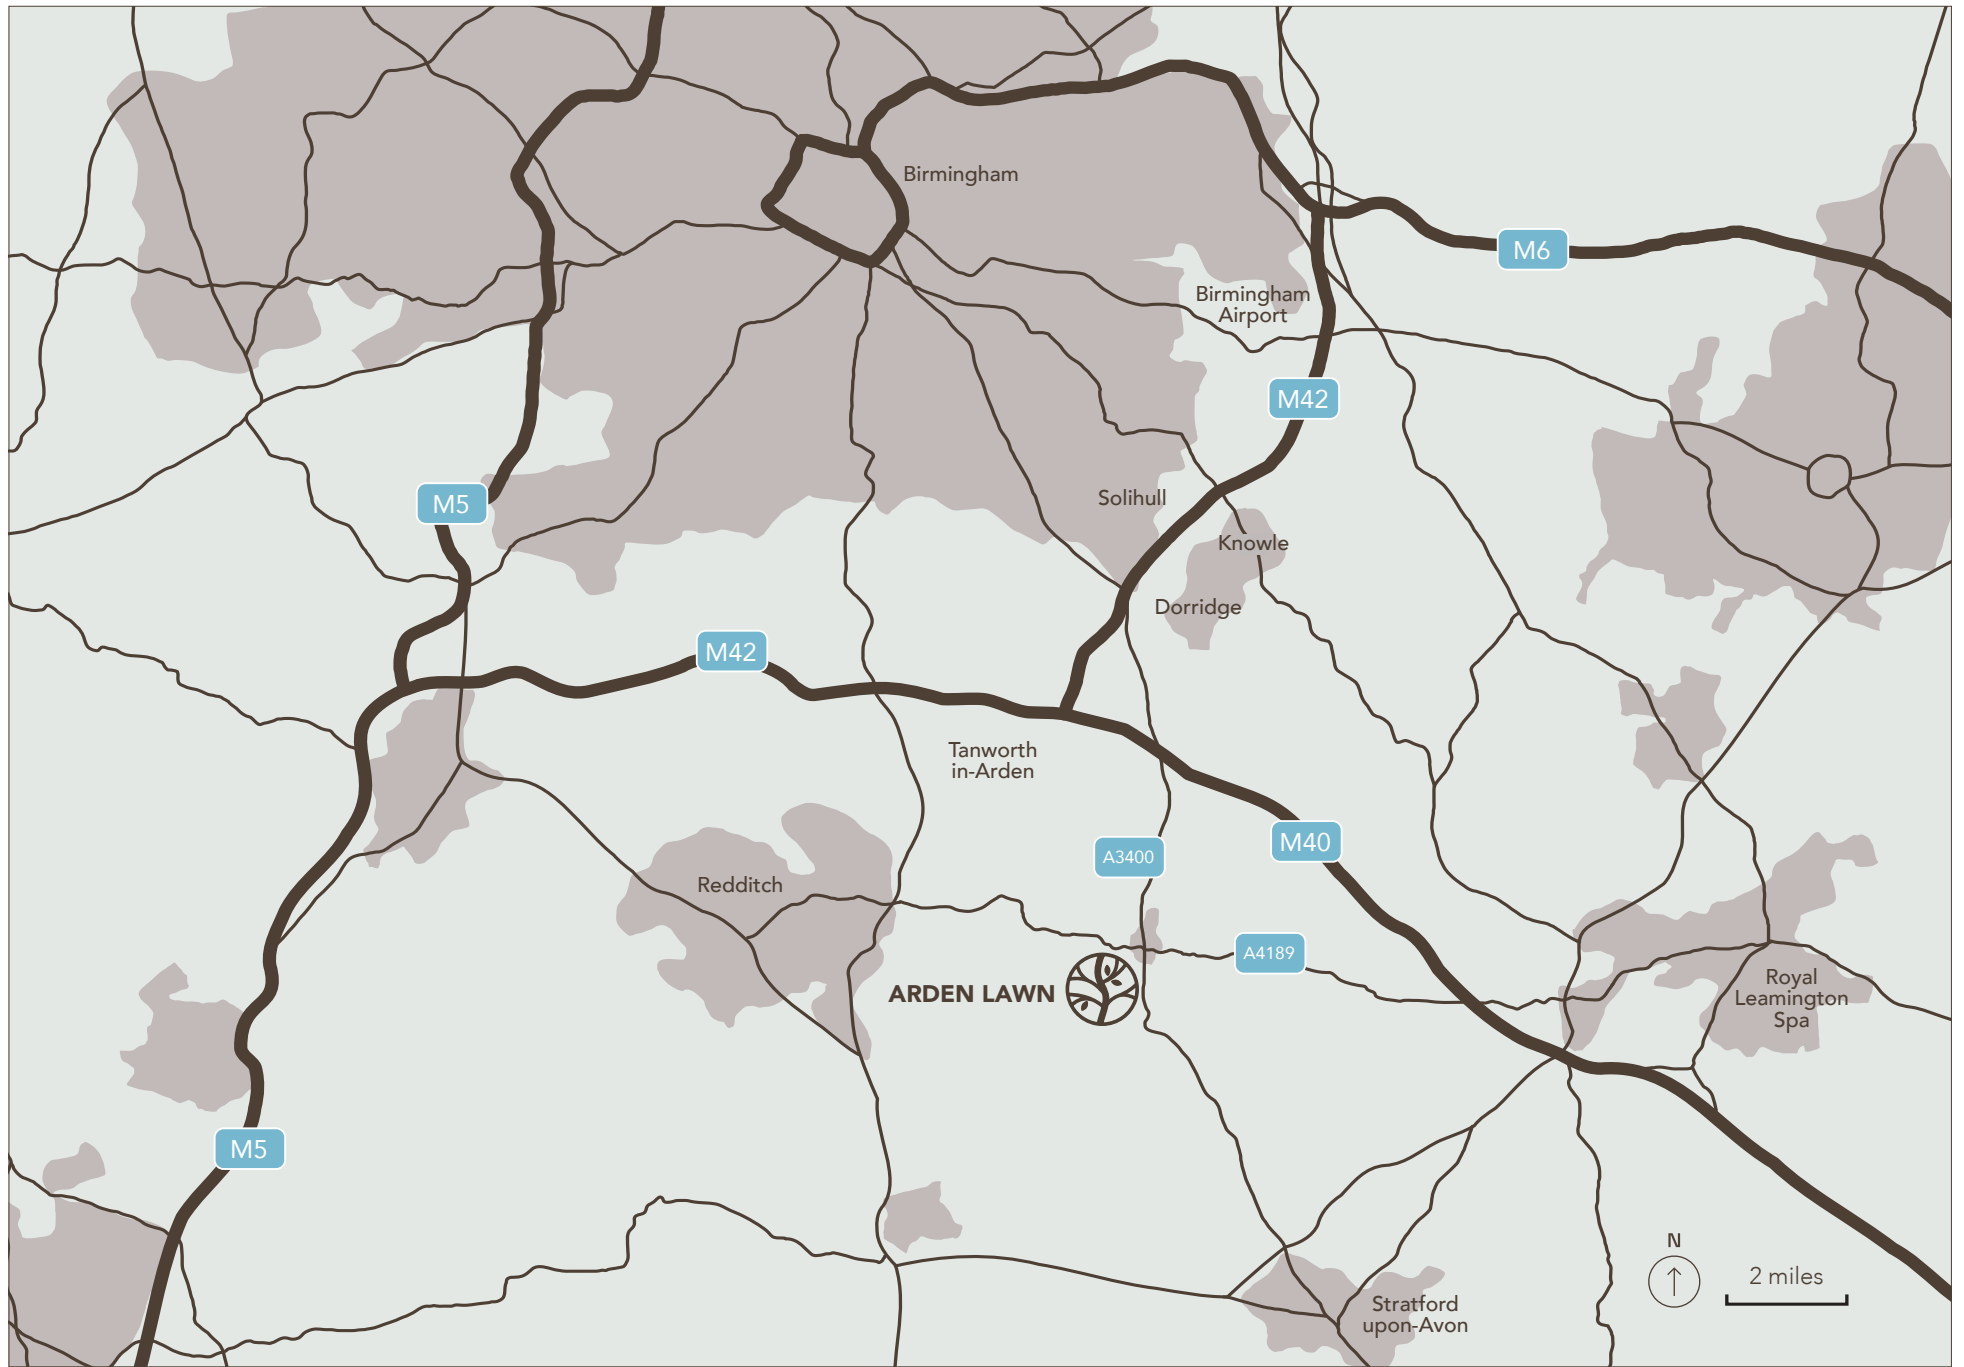 Birmingham
M6
Birmingham
Airport
M42
M5
Solihull
Knowle
Dorridge
M42
Tanworth
in-Arden
A3400
M40
Redditch
A4189
ARDEN LAWN
Royal
Leamington
Spa
M5
N
2 miles
Stratford
upon-Avon